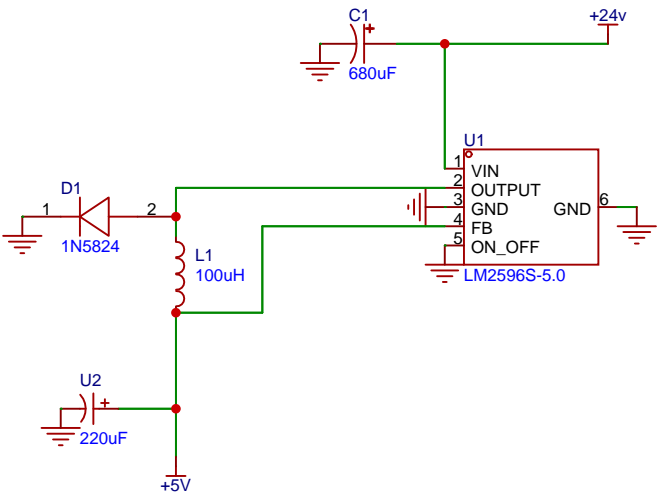 C1
+24v
680uF
U1
1
VIN
2
OUTPUT
3
GND
GND
6
4
FB
5
ON_OFF
LM2596S-5.0
D1
1
2
1N5824
L1
100uH
U2
220uF
+5V